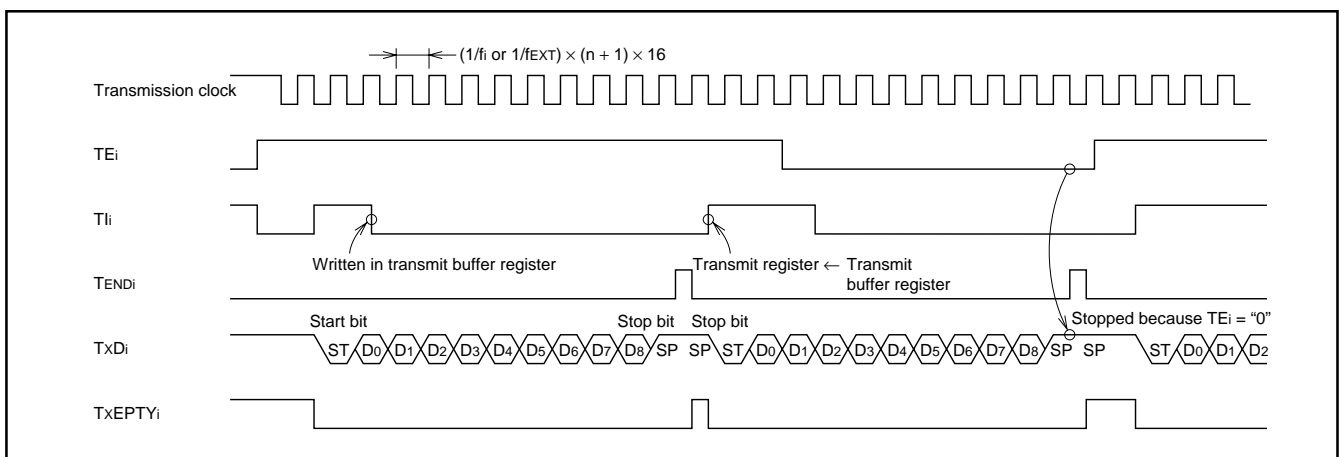 (1/fi or 1/fEXT) × (n + 1) × 16
Transmission clock
TEi
TIi
Written in transmit buffer register
Transmit register ← Transmit
buffer register
TENDi
Start bit
Stop bit
Stop bit
Stopped because TEi = “0”
TxDi
ST D0 D1 D2 D3 D4 D5 D6 D7 D8 SP SP ST D0 D1 D2 D3 D4 D5 D6 D7 D8 SP SP ST D0 D1 D2
TXEPTYi